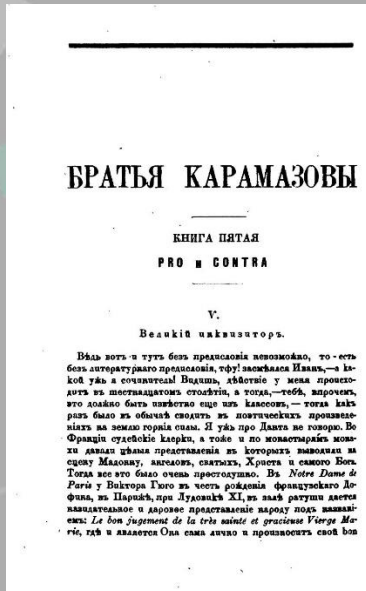 БРАТЬЯ КАРАМАЗОВЫ
КНИГА ПЯТАЯ
PRO и CONTRA
V.
Великій инквизиторъ.
Вѣдь вотъ и тутъ безъ предисловія невозможно, то-есть
безъ литературнаго предисловія, тфу! засмѣялся Иванъ,—а ка-
кой ужь я сочинитель! Видишь, дѣйствіе у меня происхо-
дитъ въ шестнадцатомъ столѣтіи, а тогда,—тебѣ, впрочемъ,
это должно быть извѣстно еще изъ классовъ,—тогда какъ
разъ было въ обычаѣ сводить въ поэтическихъ произведе-
ніяхъ на землю горнія силы. Я ужь про Данта не говорю. Во
Франціи судейскіе клерки, а тоже и по монастырямъ мона-
хи давали цѣлыя представленія въ которыхъ выводили на
сцену Мадонну, ангеловъ, святыхъ, Христа и самого Бога.
Тогда все это было очень простодушно. Въ Notre Dame de
Paris у Виктора Гюго въ честь рожденія французскаго До-
фина, въ Парижѣ, при Лудовикѣ XI, въ залѣ ратуши дается
назидательное и даровое представленіе народу подъ названі-
емъ: Le bon jugement de la très sainte et gracieuse Vierge Ma-
rie, гдѣ и является Она сама лично и произноситъ свой bon